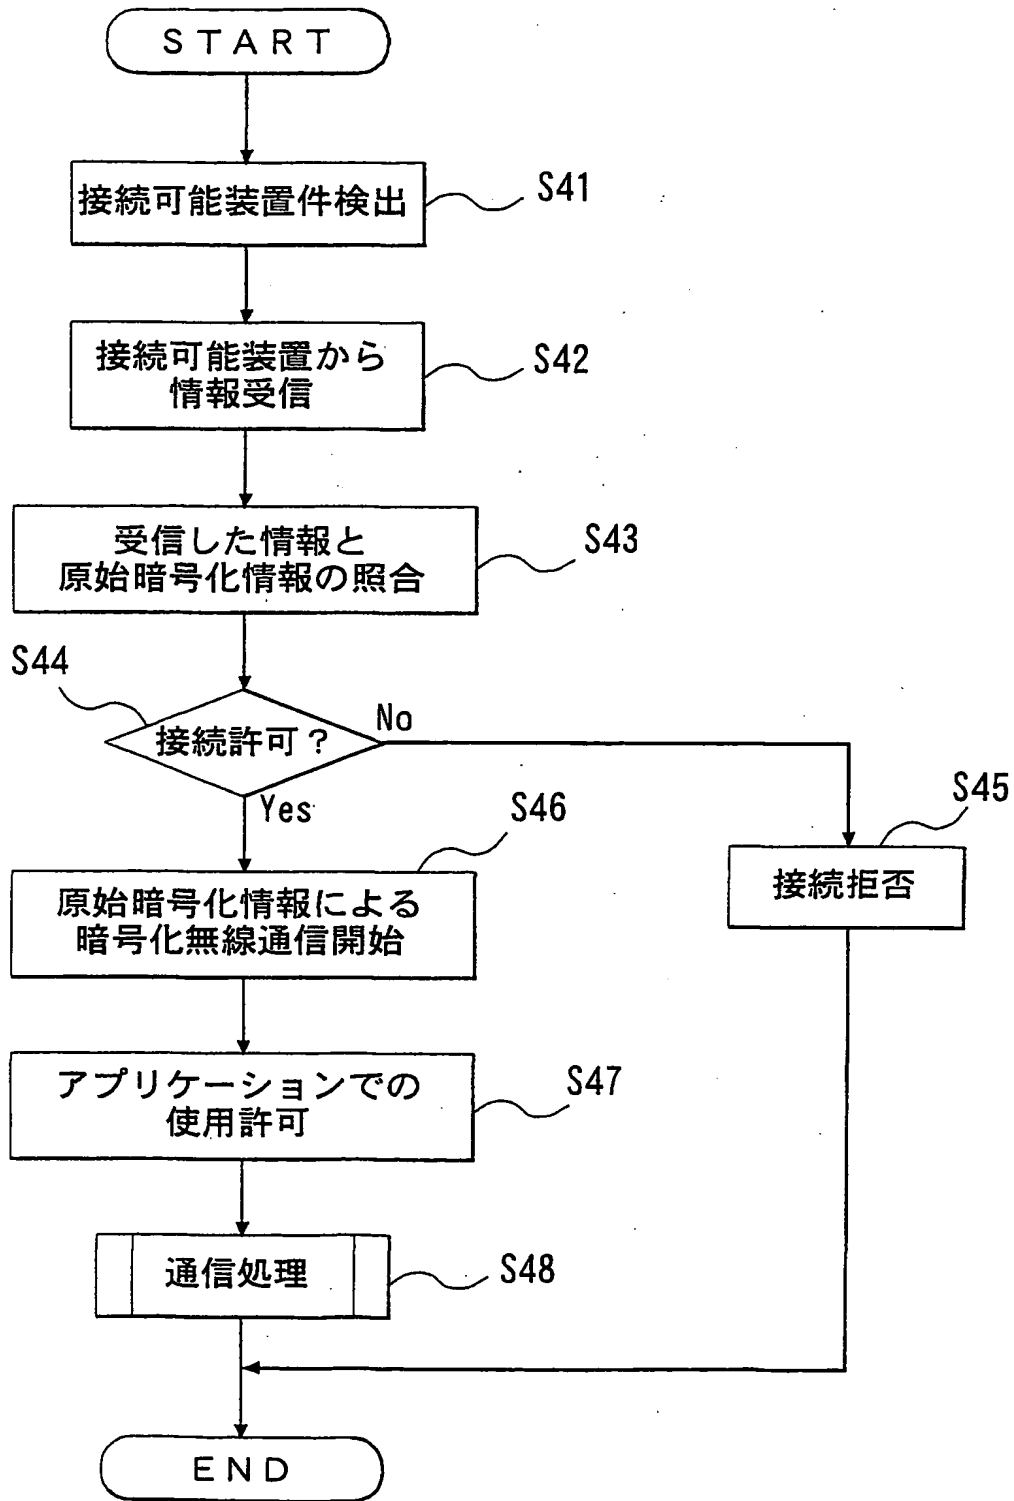 START
接続可能装置件検出
S41
接続可能装置から
情報受信
S42
受信した情報と
原始暗号化情報の照合
S43
S44
接続許可？
No
Yes
S45
接続拒否
S46
原始暗号化情報による
暗号化無線通信開始
アプリケーションでの
使用許可
S47
通信処理
S48
END